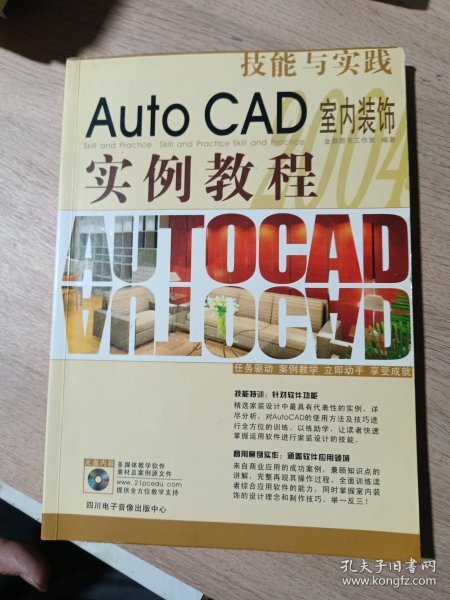 技能与实践
2004
Auto CAD 室内装饰
Skill and Practice Skill and Practice Skill and Practice
编著
实例教程
AUTOCAD
AUTOCAD
任务驱动 案例教学 立即动手 享受成就
技能特训：针对软件功能
精选家装设计中最具有代表性的实例，详
尽分析，对AutoCAD的使用方法及技巧进
行全方位的训练，以练助学，让读者快速
掌握运用软件进行家装设计的技能。
商用案例实作：涵盖软件应用领域
来自商业应用的成功案例，兼顾知识点的
讲解，完整再现其操作过程，全面训练读
者综合应用软件的能力，同时掌握室内装
饰的设计理念和制作技巧，举一反三！
多媒体教学软件
素材及案例源文件
www.21pcedu.com
提供全方位教学支持
四川电子音像出版中心
孔夫子旧书网
www.kongfz.com